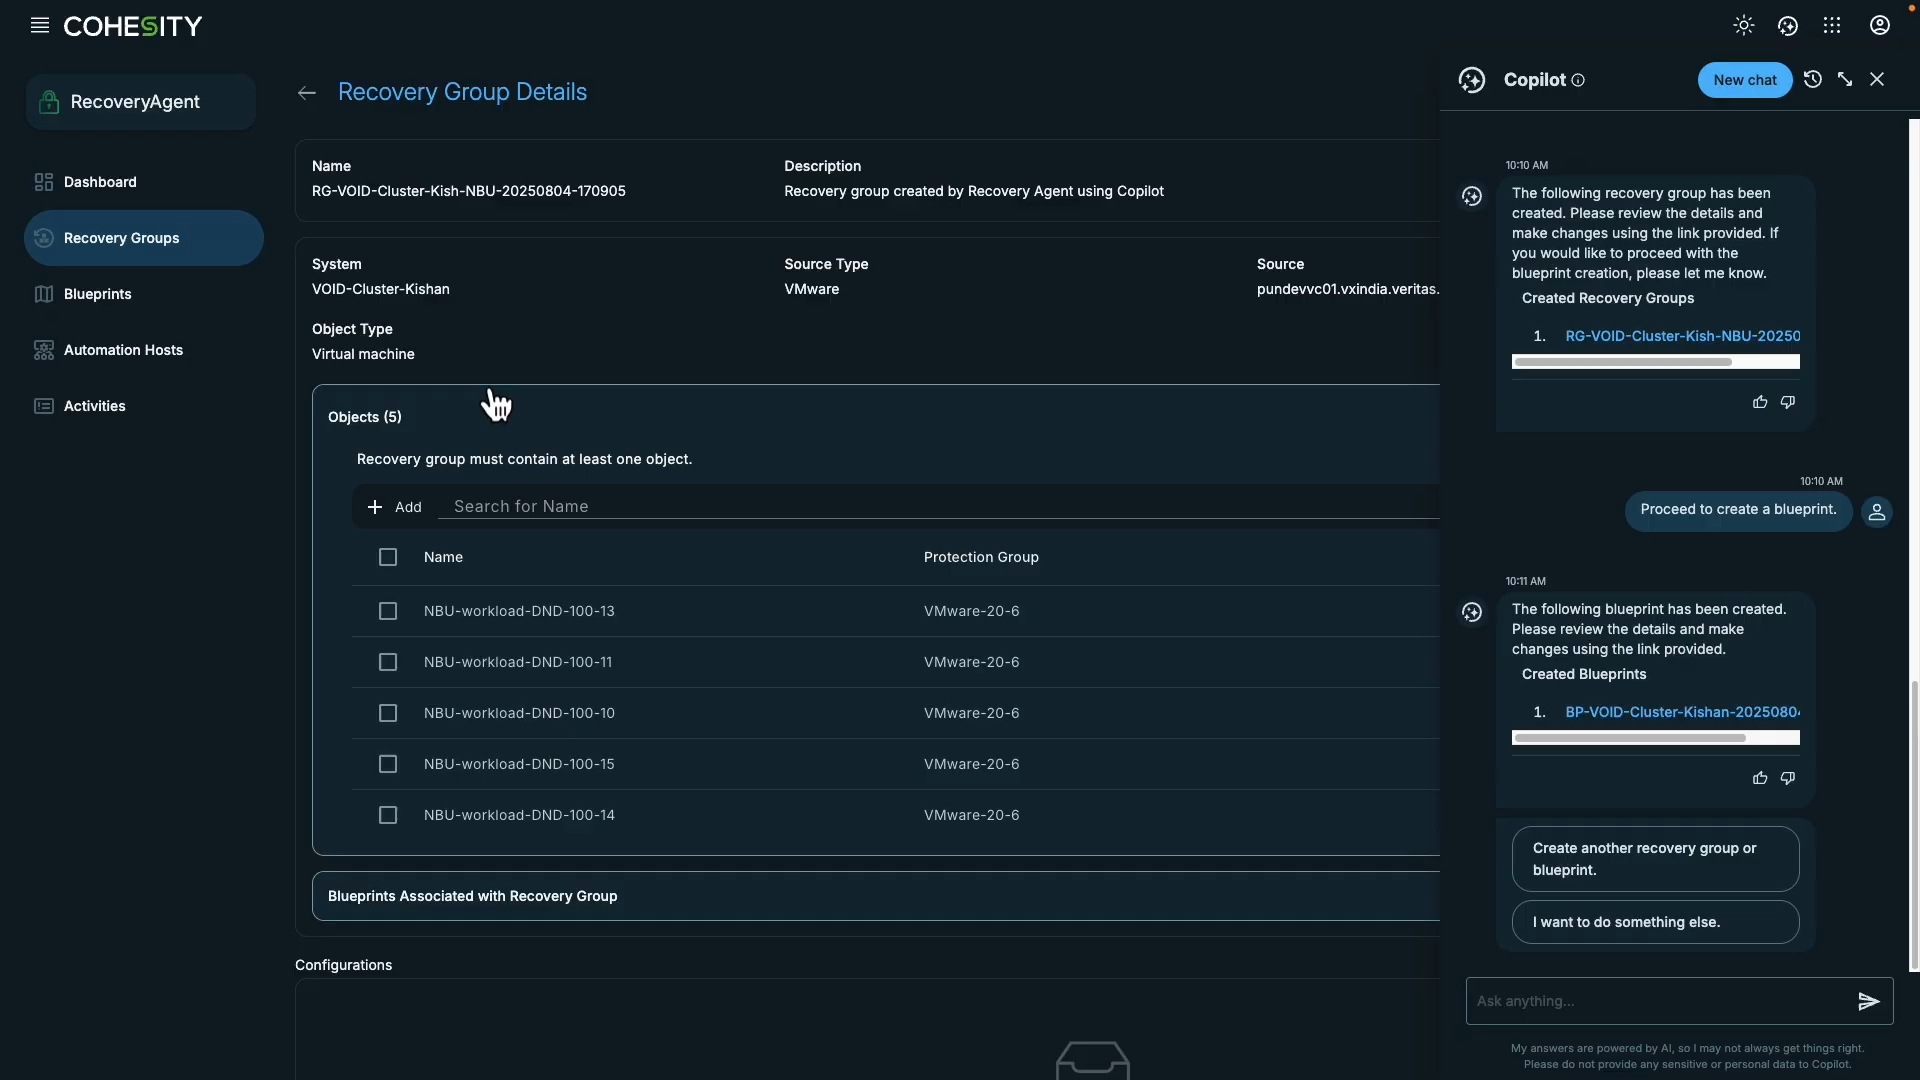 COHESITY
RecoveryAgent
Dashboard
Recovery Groups
Blueprints
Automation Hosts
Activities
Recovery Group Details
Name
RG-VOID-Cluster-Kish-NBU-20250804-170905
Description
Recovery group created by Recovery Agent using Copilot
System
VOID-Cluster-Kishan
Source Type
VMware
Source
pundevvc01.vxindia.veritas.
Object Type
Virtual machine
Objects (5)
Recovery group must contain at least one object.
Add
Search for Name
Name
Protection Group
NBU-workload-DND-100-13
VMware-20-6
NBU-workload-DND-100-11
VMware-20-6
NBU-workload-DND-100-10
VMware-20-6
NBU-workload-DND-100-15
VMware-20-6
NBU-workload-DND-100-14
VMware-20-6
Blueprints Associated with Recovery Group
Configurations
Copilot
New chat
10:10 AM
The following recovery group has been
created. Please review the details and
make changes using the link provided. If
you would like to proceed with the
blueprint creation, please let me know.
Created Recovery Groups
1. RG-VOID-Cluster-Kish-NBU-20250
10:10 AM
Proceed to create a blueprint.
10:11 AM
The following blueprint has been created.
Please review the details and make
changes using the link provided.
Created Blueprints
1. BP-VOID-Cluster-Kishan-2025080
Create another recovery group or
blueprint.
I want to do something else.
Ask anything...
My answers are powered by AI, so I may not always get things right.
Please do not provide any sensitive or personal data to Copilot.